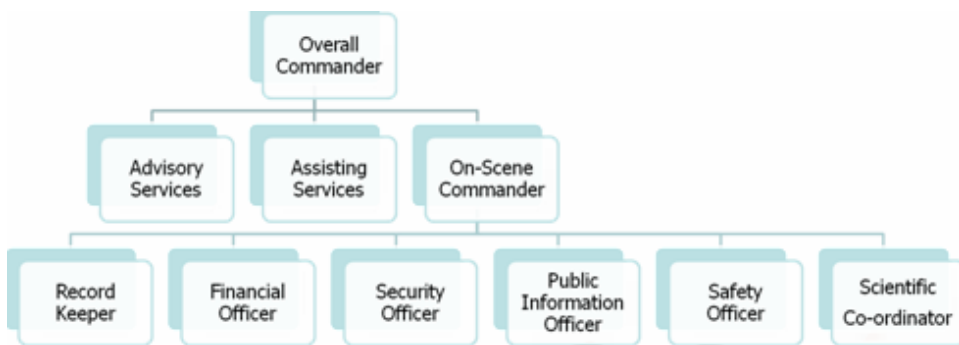 Overall
Commander
Advisory
Services
Assisting
Services
On-Scene
Commander
Record
Keeper
Financial
Officer
Security
Officer
Public
Information
Officer
Safety
Officer
Scientific
Co-ordinator